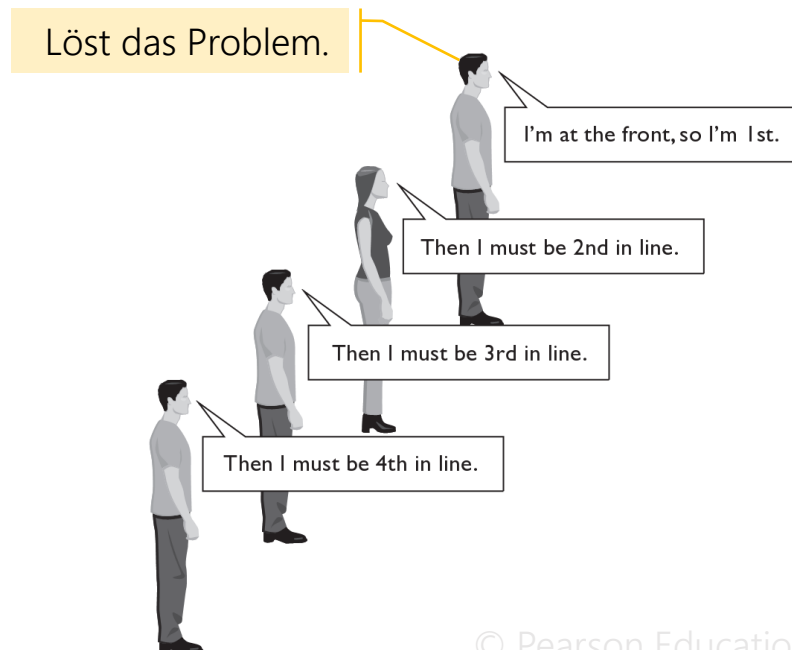 Löst das Problem.
I'm at the front, so I'm 1st.
Then I must be 2nd in line.
Then I must be 3rd in line.
Then I must be 4th in line.
© Pearson Educatio